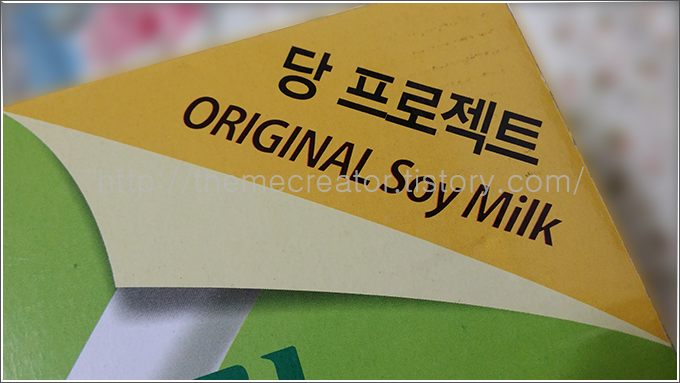 당 프로젝트
ORIGINAL Soy Milk
http://themecreator.tistory.com/